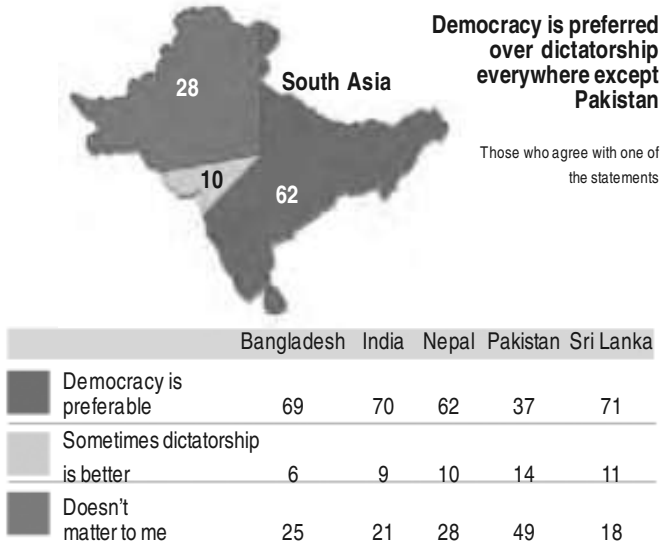 Democracy is preferred
over dictatorship
everywhere except
Pakistan
Those who agree with one of
the statements
South Asia
28
10
62
Bangladesh India Nepal Pakistan Sri Lanka
Democracy is
preferable 69 70 62 37 71
Sometimes dictatorship
is better 6 9 10 14 11
Doesn't
matter to me 25 21 28 49 18